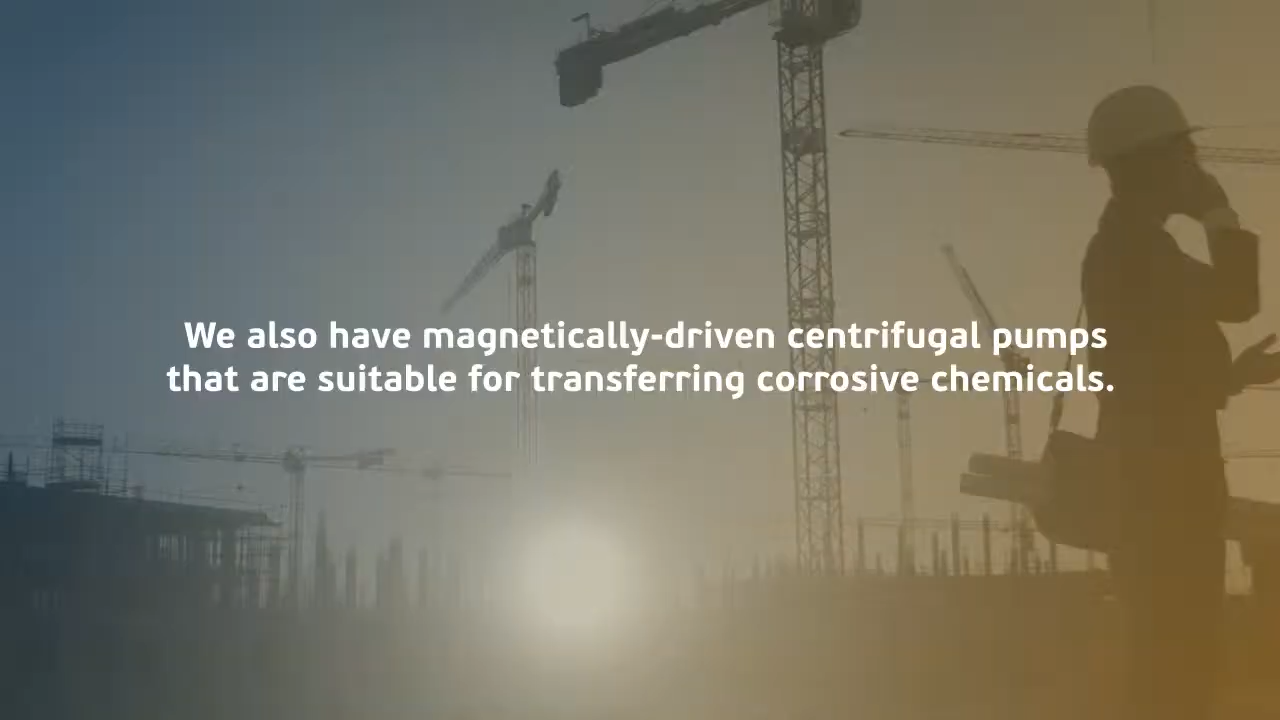 We also have magnetically-driven centrifugal pumps
that are suitable for transferring corrosive chemicals.